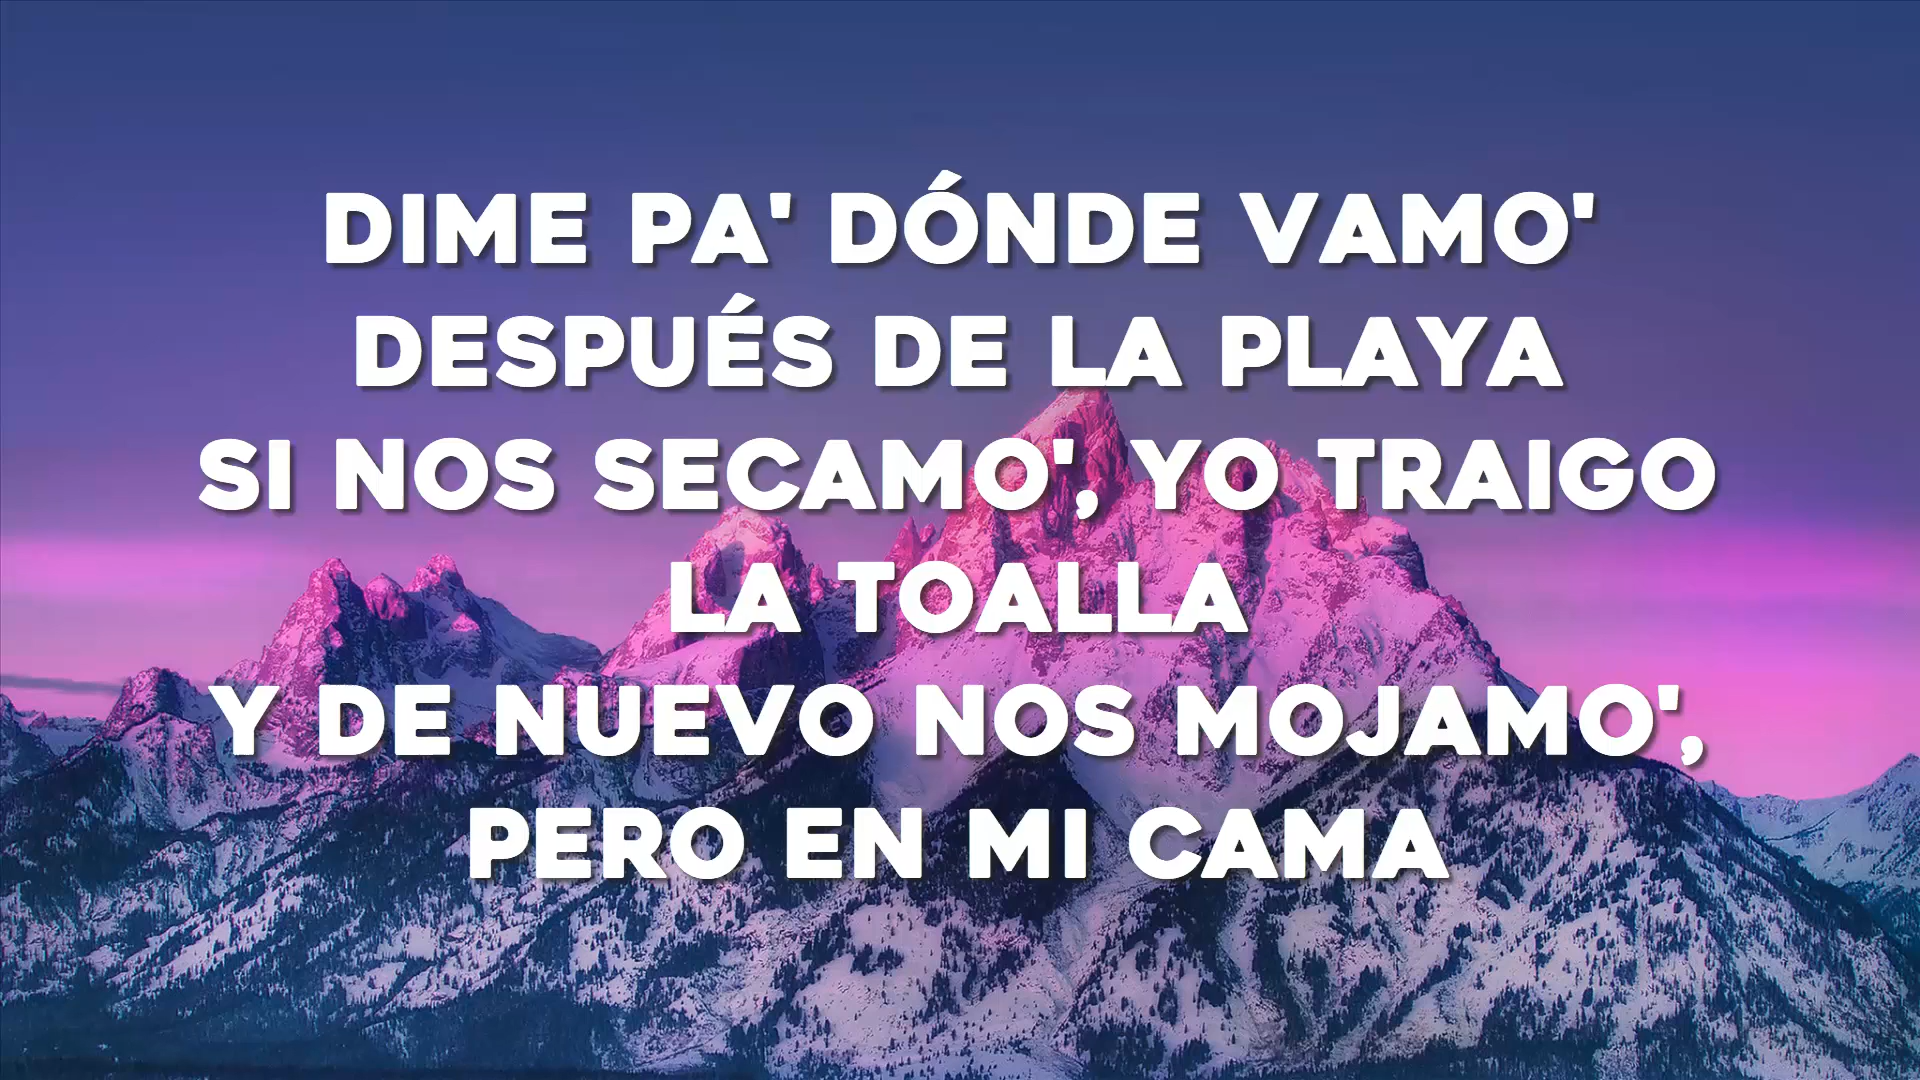 DIME PA' DÓNDE VAMO'
DESPUÉS DE LA PLAYA
SI NOS SECAMO', YO TRAIGO
LA TOALLA
Y DE NUEVO NOS MOJAMO',
PERO EN MI CAMA